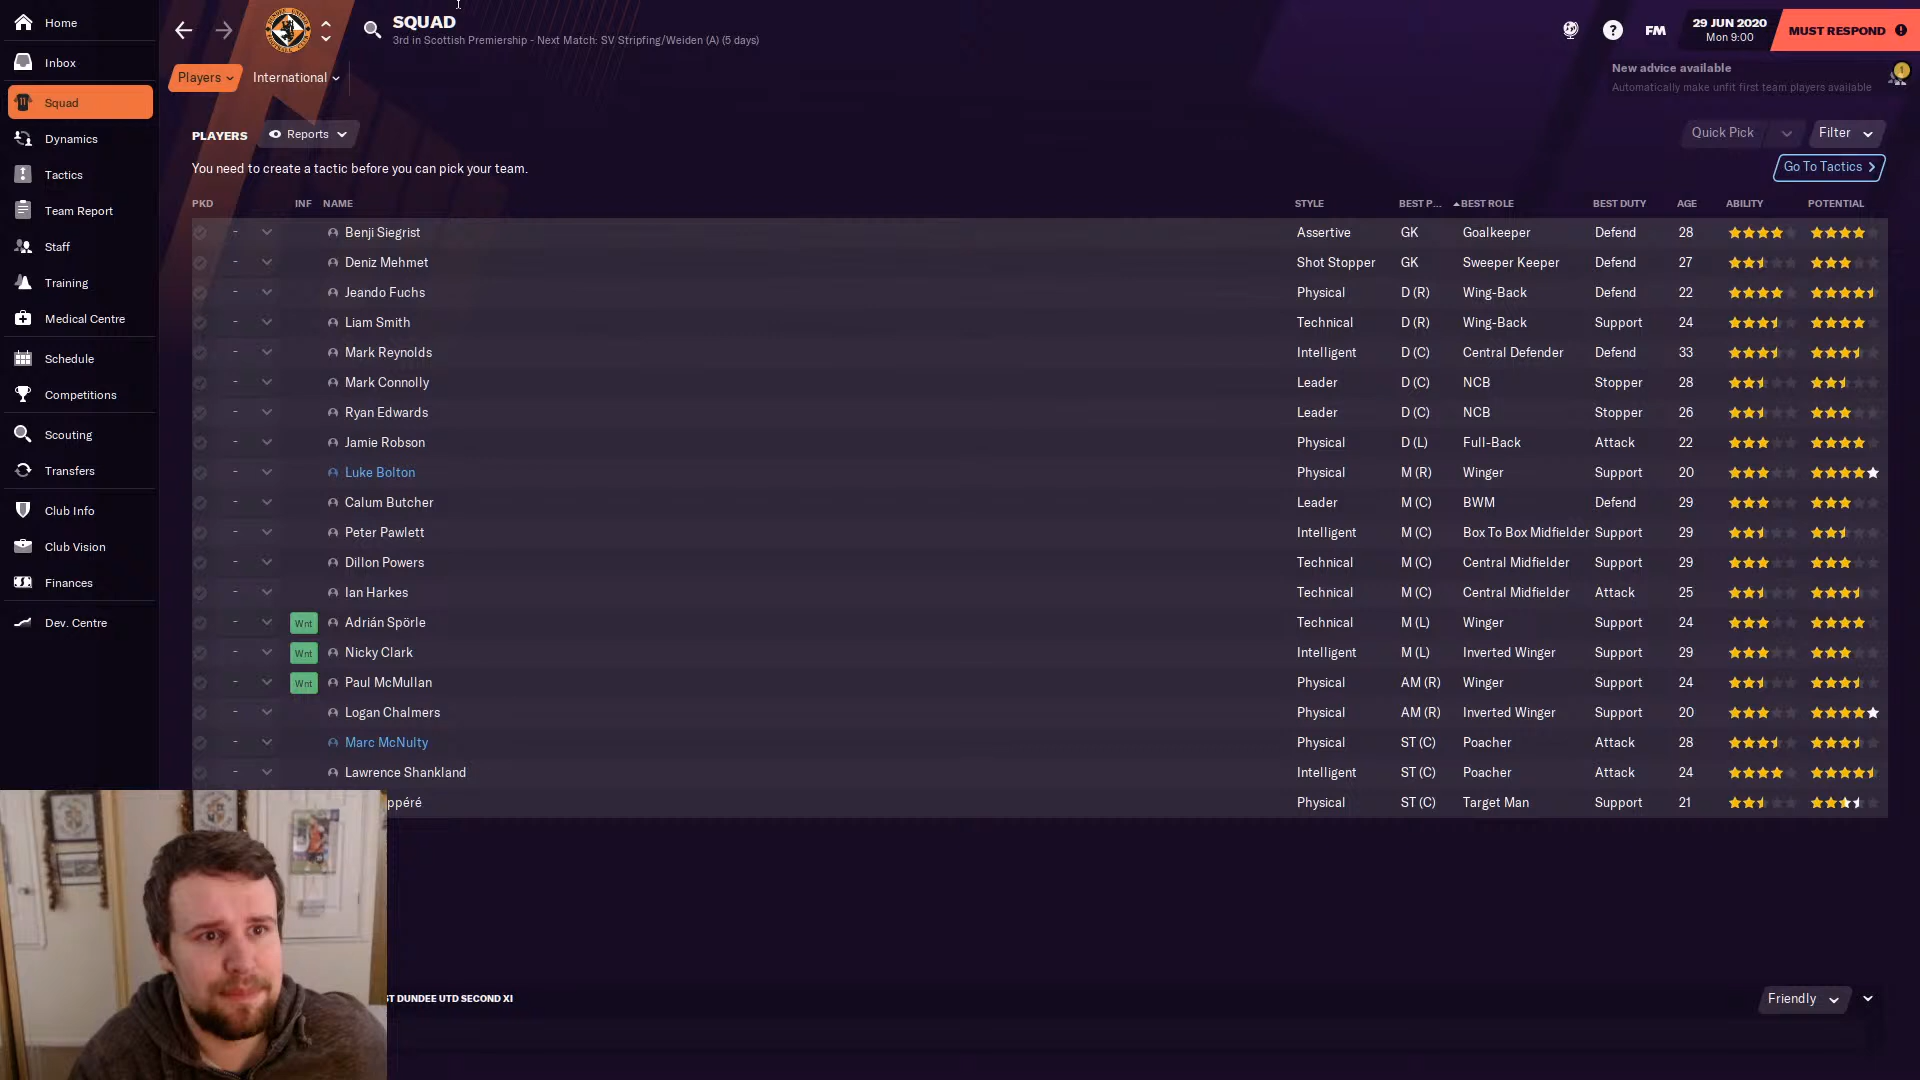 Home
Inbox
Squad
Dynamics
Tactics
Team Report
Staff
Training
Medical Centre
Schedule
Competitions
Scouting
Transfers
Club Info
Club Vision
Finances
Dev. Centre
SQUAD
3rd in Scottish Premiership - Next Match: SV Stripfing/Weiden (A) (5 days)
FM
29 JUN 2020
Mon 9:00
MUST RESPOND
Players
International
New advice available
Automatically make unfit first team players available
1
PLAYERS
Reports
Quick Pick
Filter
You need to create a tactic before you can pick your team.
Go To Tactics
PKD INF NAME STYLE BEST P... BEST ROLE BEST DUTY AGE ABILITY POTENTIAL
- Benji Siegrist Assertive GK Goalkeeper Defend 28
- Deniz Mehmet Shot Stopper GK Sweeper Keeper Defend 27
- Jeando Fuchs Physical D (R) Wing-Back Defend 22
- Liam Smith Technical D (R) Wing-Back Support 24
- Mark Reynolds Intelligent D (C) Central Defender Defend 33
- Mark Connolly Leader D (C) NCB Stopper 28
- Ryan Edwards Leader D (C) NCB Stopper 26
- Jamie Robson Physical D (L) Full-Back Attack 22
- Luke Bolton Physical M (R) Winger Support 20
- Calum Butcher Leader M (C) BWM Defend 29
- Peter Pawlett Intelligent M (C) Box To Box Midfielder Support 29
- Dillon Powers Technical M (C) Central Midfielder Support 29
- Ian Harkes Technical M (C) Central Midfielder Attack 25
- Wnt Adrián Spörle Technical M (L) Winger Support 24
- Wnt Nicky Clark Intelligent M (L) Inverted Winger Support 29
- Wnt Paul McMullan Physical AM (R) Winger Support 24
- Logan Chalmers Physical AM (R) Inverted Winger Support 20
- Marc McNulty Physical ST (C) Poacher Attack 28
- Lawrence Shankland Intelligent ST (C) Poacher Attack 24
ppéré Physical ST (C) Target Man Support 21
ST DUNDEE UTD SECOND XI
Friendly